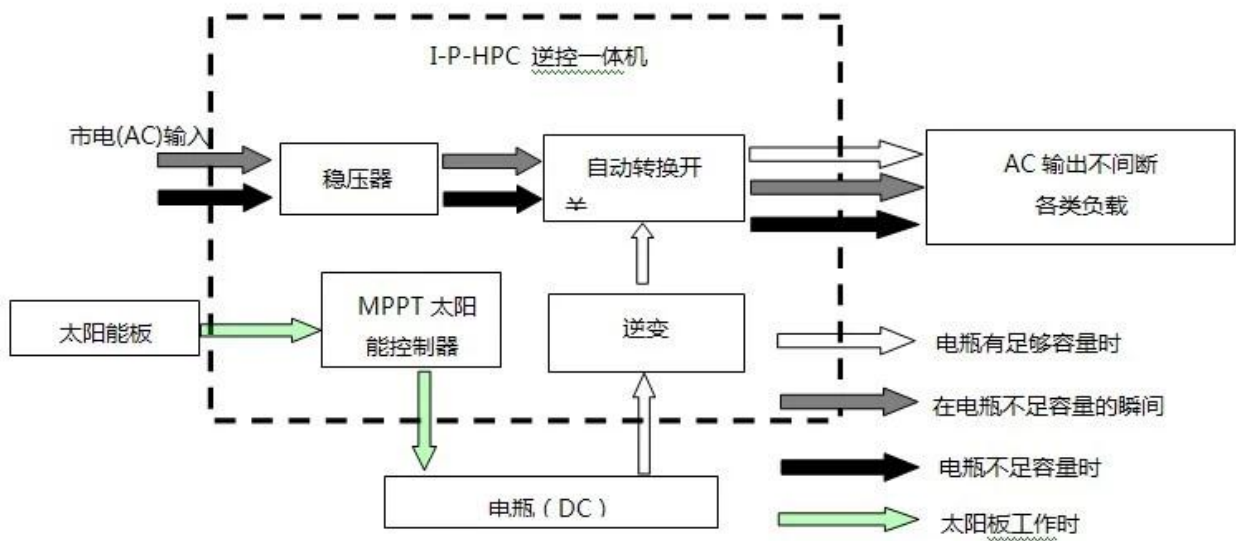 I-P-HPC 逆控一体机
市电(AC)输入
稳压器
自动转换开
关
AC 输出不间断
各类负载
太阳能板
MPPT 太阳
能控制器
逆变
电瓶有足够容量时
在电瓶不足容量的瞬间
电瓶不足容量时
电瓶（DC）
太阳板工作时